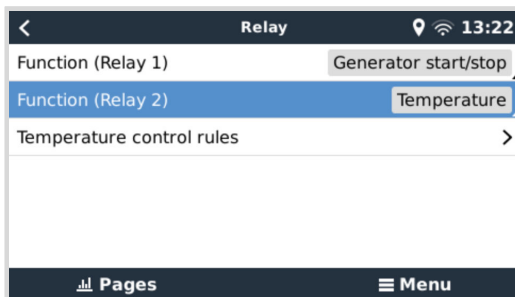 Relay 13:22
Function (Relay 1) Generator start/stop
Function (Relay 2) Temperature
Temperature control rules
Pages Menu